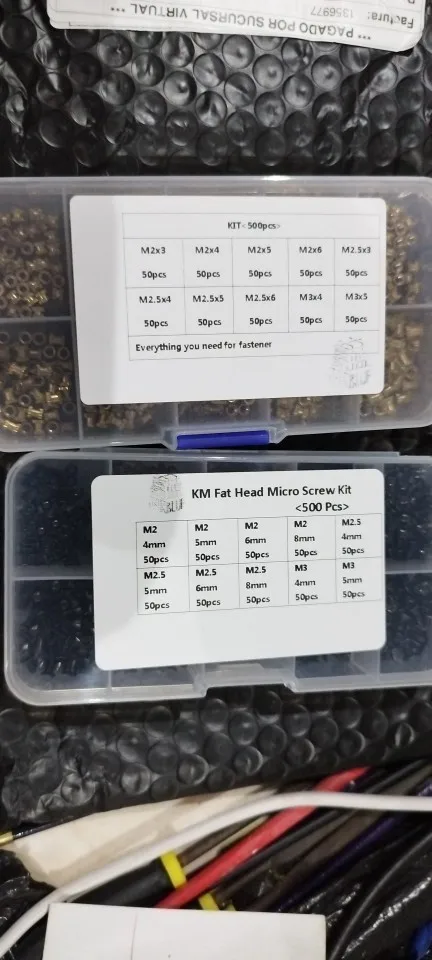 Factura: 1356977
*** PAGADO POR SUCURSAL VIRTUAL ***
KIT<500pcs>
M2x3 M2x4 M2x5 M2x6 M2.5x3
50pcs 50pcs 50pcs 50pcs 50pcs
M2.5x4 M2.5x5 M2.5x6 M3x4 M3x5
50pcs 50pcs 50pcs 50pcs 50pcs
Everything you need for fastener
KM Fat Head Micro Screw Kit
<500 Pcs>
M2 M2 M2 M2 M2.5
4mm 5mm 6mm 8mm 4mm
50pcs 50pcs 50pcs 50pcs 50pcs
M2.5 M2.5 M2.5 M3 M3
5mm 6mm 8mm 4mm 5mm
50pcs 50pcs 50pcs 50pcs 50pcs